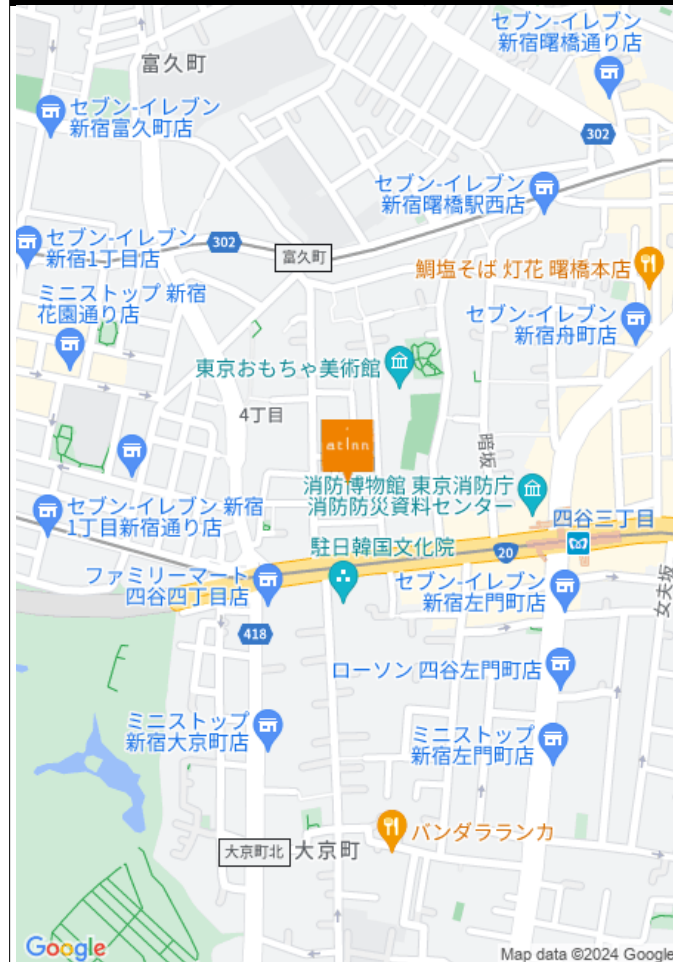 セブン-イレブン
新宿曙橋通り店
富久町
セブン-イレブン
新宿富久町店
302
セブン-イレブン
新宿曙橋駅西店
セブン-イレブン
新宿1丁目店
302
富久町
鯛塩そば 灯花 曙橋本店
ミニストップ 新宿
花園通り店
セブン-イレブン
新宿舟町店
東京おもちゃ美術館
4丁目
at inn
暗坂
消防博物館 東京消防庁
消防防災資料センター
セブン-イレブン 新宿
1丁目新宿通り店
四谷三丁目
駐日韓国文化院
20
ファミリーマート
四谷四丁目店
セブン-イレブン
新宿左門町店
女夫坂
418
ローソン 四谷左門町店
ミニストップ
新宿大京町店
ミニストップ
新宿左門町店
バンダラランカ
大京町北
大京町
Google
Map data ©2024 Google